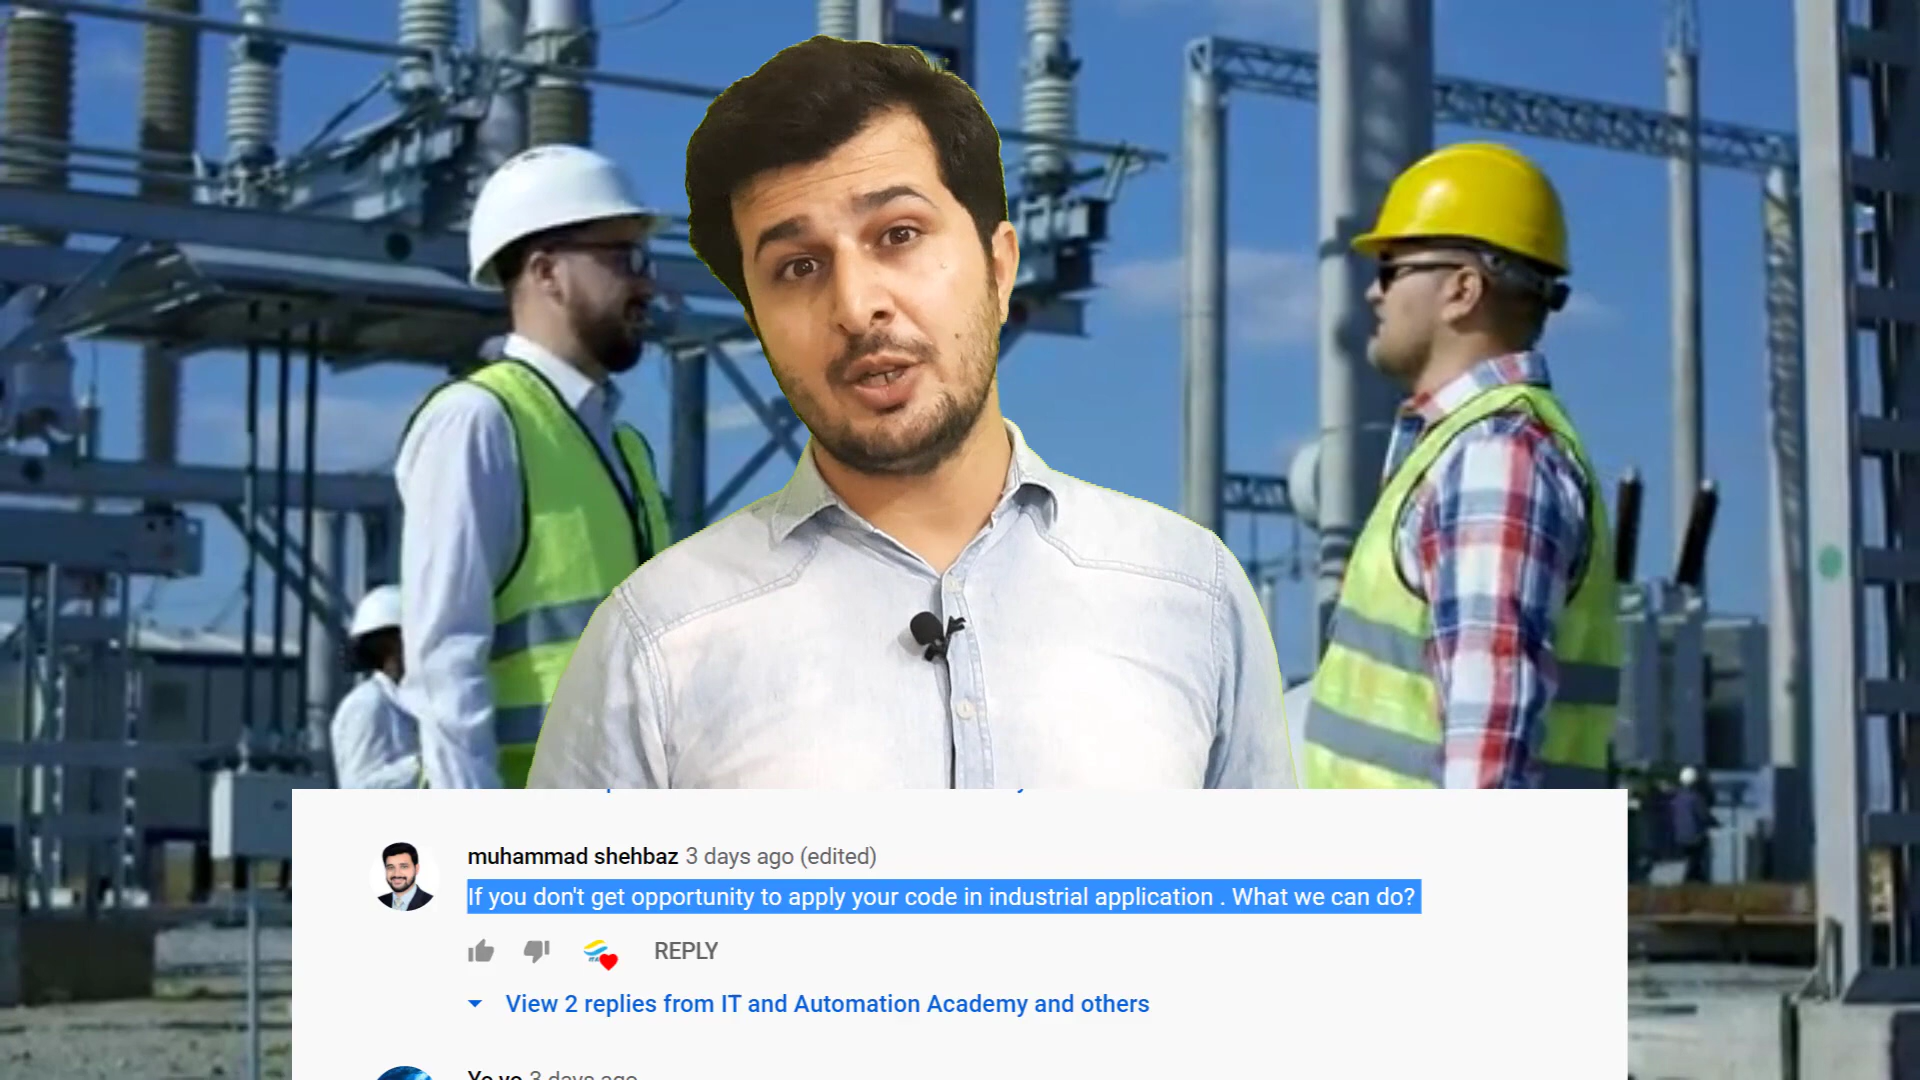 muhammad shehbaz 3 days ago (edited)
If you don't get opportunity to apply your code in industrial application . What we can do?
REPLY
View 2 replies from IT and Automation Academy and others